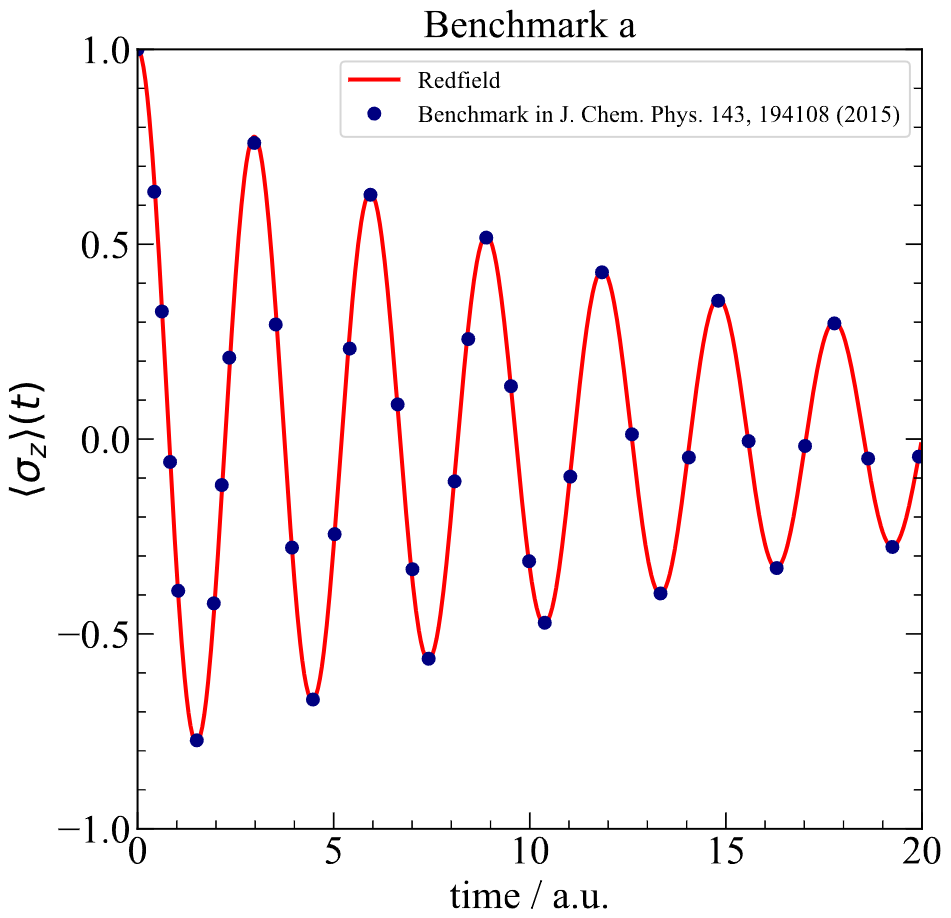 Benchmark a
Redfield
Benchmark in J. Chem. Phys. 143, 194108 (2015)
1.0
0.5
0.0
−0.5
−1.0
⟨σz⟩(t)
0 5 10 15 20
time / a.u.